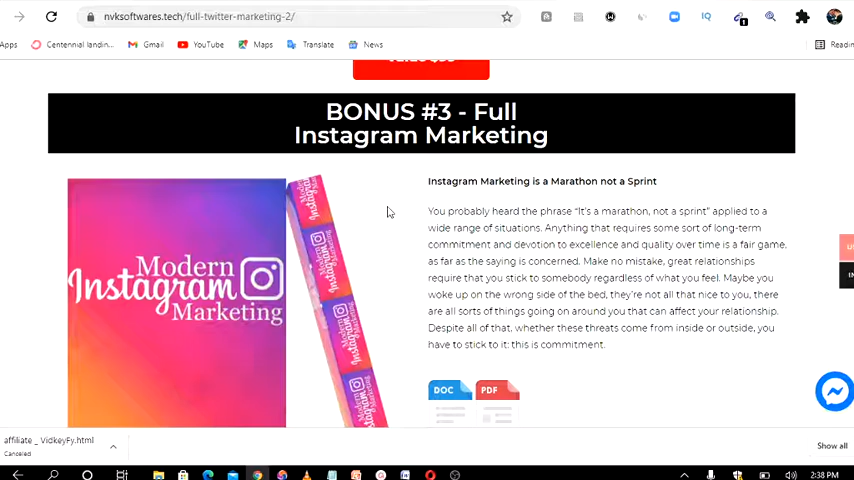 nvksoftwares.tech/full-twitter-marketing-2/
Apps Centennial landin... Gmail YouTube Maps Translate News Readin
BONUS #3 - Full
Instagram Marketing
Instagram Marketing is a Marathon not a Sprint
You probably heard the phrase “It’s a marathon, not a sprint” applied to a
wide range of situations. Anything that requires some sort of long-term
commitment and devotion to excellence and quality over time is a fair game,
as far as the saying is concerned. Make no mistake, great relationships
require that you stick to somebody regardless of what you feel. Maybe you
woke up on the wrong side of the bed, they’re not all that nice to you, there
are all sorts of things going on around you that can affect your relationship.
Despite all of that, whether these threats come from inside or outside, you
have to stick to it: this is commitment.
Modern
Instagram
Marketing
DOC PDF
affiliate _ VidkeyFy.html
Canceled
Show all
2:38 PM